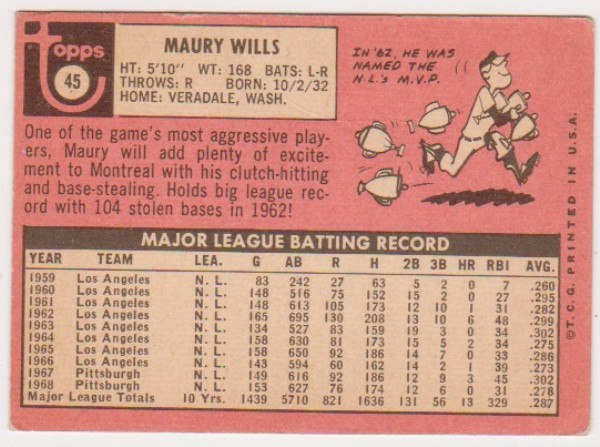 topps
45
MAURY WILLS
HT: 5'10" WT: 168 BATS: L-R
THROWS: R BORN: 10/2/32
HOME: VERADALE, WASH.
IN '62, HE WAS
NAMED THE
N.L.'s M.V.P.
One of the game's most aggressive play-
ers, Maury will add plenty of excite-
ment to Montreal with his clutch-hitting
and base-stealing. Holds big league rec-
ord with 104 stolen bases in 1962!
MAJOR LEAGUE BATTING RECORD
YEAR TEAM LEA. G AB R H 2B 3B HR RBI AVG.
1959 Los Angeles N. L. 83 242 27 63 5 2 0 7 .260
1960 Los Angeles N. L. 148 516 75 152 15 2 0 27 .295
1961 Los Angeles N. L. 148 613 105 173 12 10 1 31 .282
1962 Los Angeles N. L. 165 695 130 208 13 10 6 48 .299
1963 Los Angeles N. L. 134 527 83 159 19 3 0 34 .302
1964 Los Angeles N. L. 158 630 81 173 15 5 2 34 .275
1965 Los Angeles N. L. 158 650 92 186 14 7 0 33 .286
1966 Los Angeles N. L. 143 594 60 162 14 2 1 39 .273
1967 Pittsburgh N. L. 149 616 92 186 12 9 3 45 .302
1968 Pittsburgh N. L. 153 627 76 174 12 6 0 31 .278
Major League Totals 10 Yrs. 1439 5710 821 1636 131 56 13 329 .287
© T. C. G. PRINTED IN U.S.A.